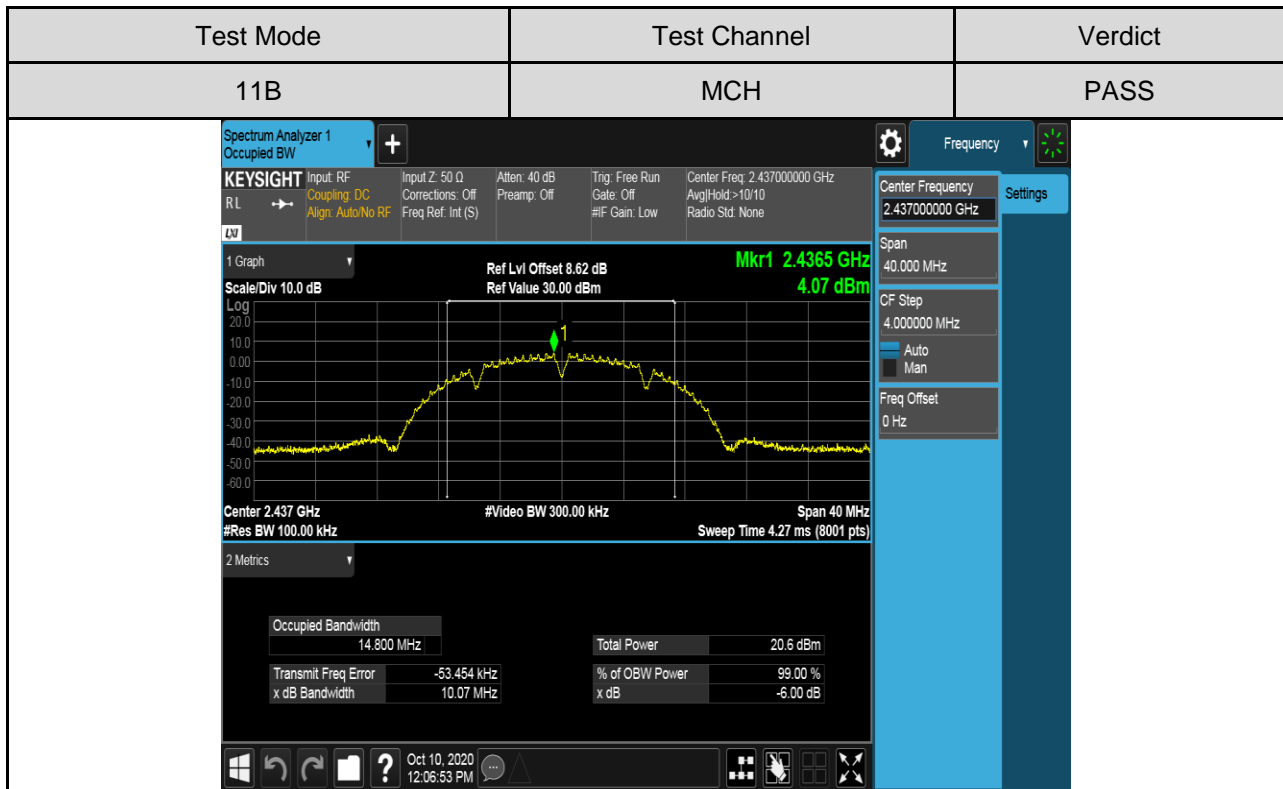 Test Mode Test Channel Verdict
11B MCH PASS
Spectrum Analyzer 1
Occupied BW
+
Frequency
KEYSIGHT Input: RF Input Z: 50 Ω Atten: 40 dB Trig: Free Run Center Freq: 2.437000000 GHz
RL Coupling: DC Corrections: Off Preamp: Off Gate: Off Avg|Hold:>10/10
Align: Auto/No RF Freq Ref: Int (S) #IF Gain: Low Radio Std: None
LXI
Center Frequency
2.437000000 GHz
Settings
Span
40.000 MHz
CF Step
4.000000 MHz
Auto
Man
Freq Offset
0 Hz
1 Graph
Ref Lvl Offset 8.62 dB
Mkr1 2.4365 GHz
Scale/Div 10.0 dB Ref Value 30.00 dBm 4.07 dBm
Log
20.0
10.0
1
0.00
-10.0
-20.0
-30.0
-40.0
-50.0
-60.0
Center 2.437 GHz #Video BW 300.00 kHz Span 40 MHz
#Res BW 100.00 kHz Sweep Time 4.27 ms (8001 pts)
2 Metrics
Occupied Bandwidth
14.800 MHz Total Power 20.6 dBm
Transmit Freq Error -53.454 kHz % of OBW Power 99.00 %
x dB Bandwidth 10.07 MHz x dB -6.00 dB
? Oct 10, 2020
12:06:53 PM